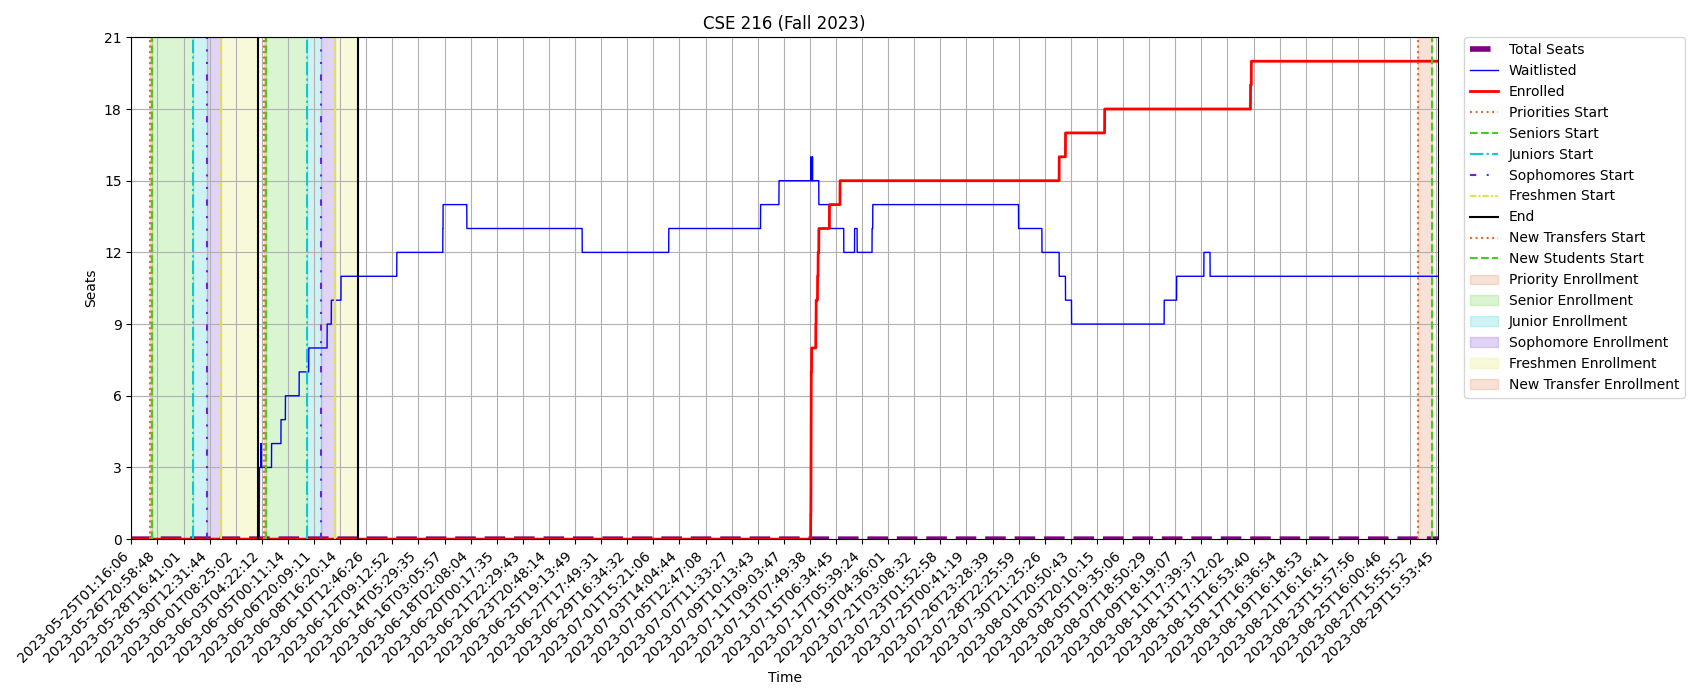 CSE 216 (Fall 2023)
21
18
15
12
9
6
3
0
Seats
2023-05-25T01:16:06
2023-05-26T20:58:48
2023-05-28T16:41:01
2023-05-30T12:31:44
2023-06-01T08:25:02
2023-06-03T04:22:12
2023-06-05T00:11:14
2023-06-06T20:09:11
2023-06-08T16:20:14
2023-06-10T12:46:26
2023-06-12T09:12:52
2023-06-14T05:29:35
2023-06-16T03:05:57
2023-06-18T02:08:04
2023-06-20T00:17:35
2023-06-21T22:29:43
2023-06-23T20:48:14
2023-06-25T19:13:49
2023-06-27T17:49:31
2023-06-29T16:34:32
2023-07-01T15:21:06
2023-07-03T14:04:44
2023-07-05T12:47:08
2023-07-07T11:33:27
2023-07-09T10:13:43
2023-07-11T09:03:47
2023-07-13T07:49:38
2023-07-15T06:34:45
2023-07-17T05:39:24
2023-07-19T04:36:01
2023-07-21T03:08:32
2023-07-23T01:52:58
2023-07-25T00:41:19
2023-07-26T23:28:39
2023-07-28T22:25:59
2023-07-30T21:25:26
2023-08-01T20:50:43
2023-08-03T20:10:15
2023-08-05T19:35:06
2023-08-07T18:50:29
2023-08-09T18:19:07
2023-08-11T17:39:37
2023-08-13T17:12:02
2023-08-15T16:53:40
2023-08-17T16:36:54
2023-08-19T16:18:53
2023-08-21T16:16:41
2023-08-23T15:57:56
2023-08-25T16:00:46
2023-08-27T15:55:52
2023-08-29T15:53:45
Time
Total Seats
Waitlisted
Enrolled
Priorities Start
Seniors Start
Juniors Start
Sophomores Start
Freshmen Start
End
New Transfers Start
New Students Start
Priority Enrollment
Senior Enrollment
Junior Enrollment
Sophomore Enrollment
Freshmen Enrollment
New Transfer Enrollment